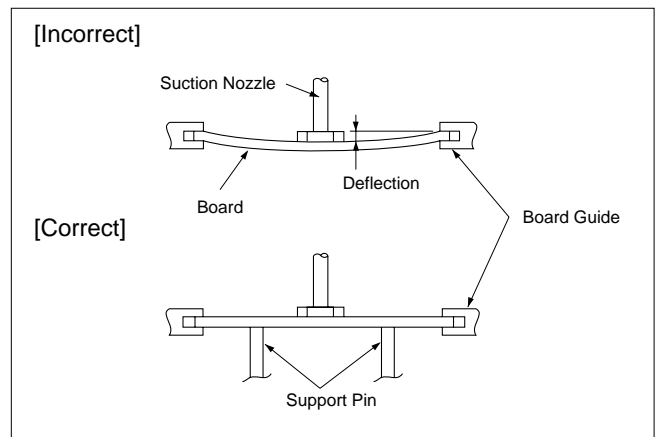 [Incorrect]
Suction Nozzle
Deflection
Board
Board Guide
[Correct]
Support Pin